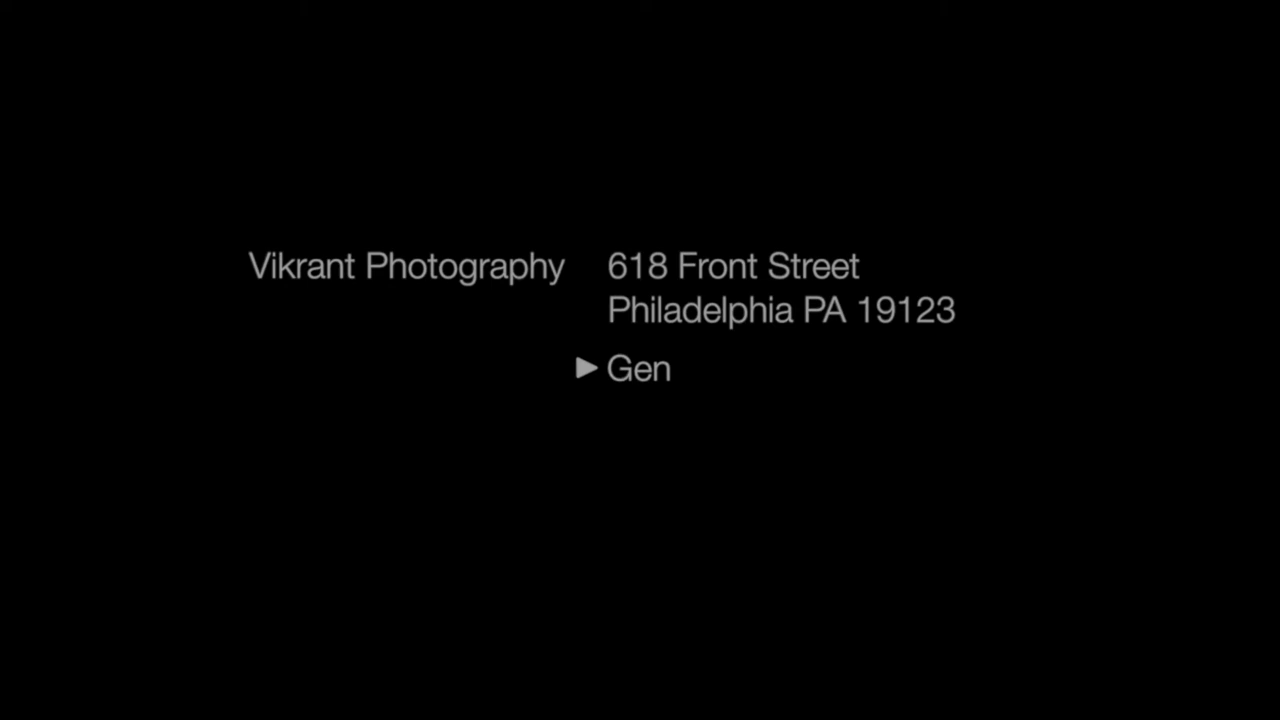 Vikrant Photography 618 Front Street
Philadelphia PA 19123
▶ Gen